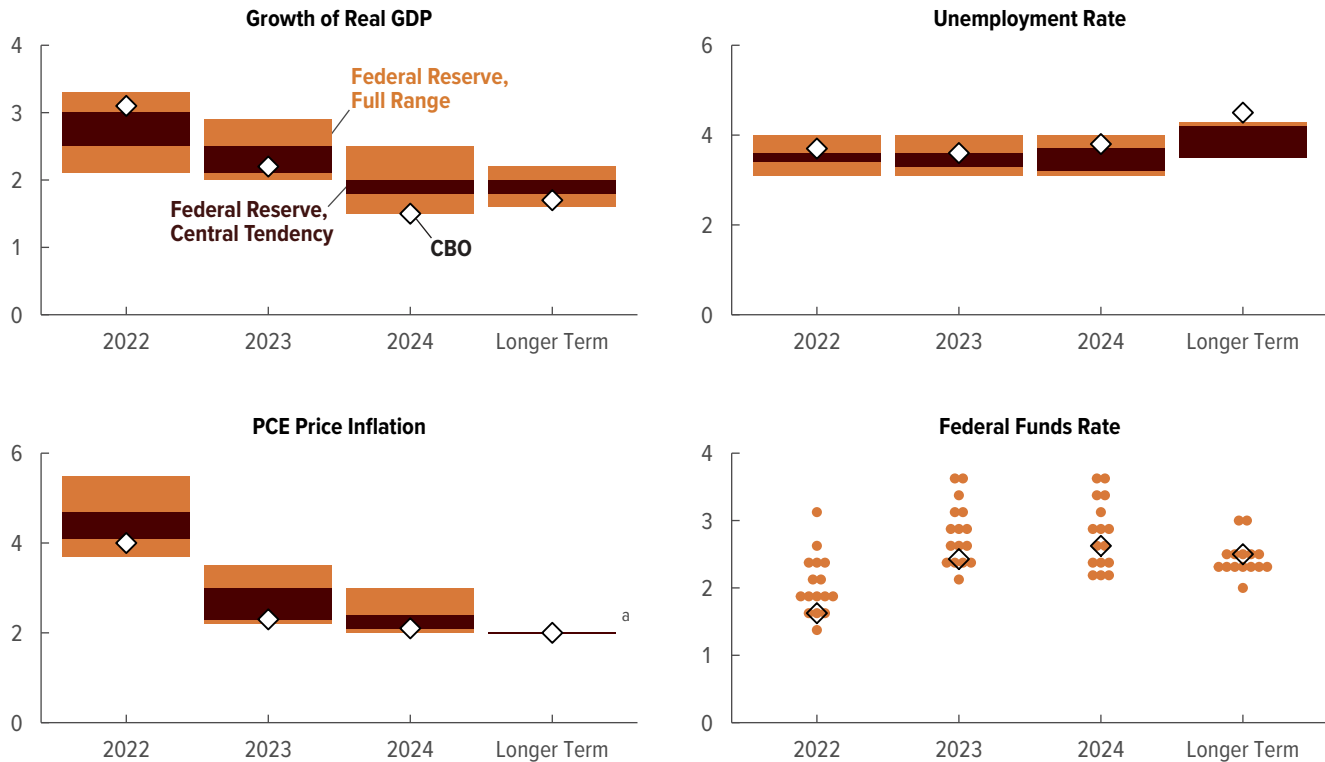 Growth of Real GDP
4
3
2
1
0
Federal Reserve,
Full Range
Federal Reserve,
Central Tendency
CBO
2022 2023 2024 Longer Term
Unemployment Rate
6
4
2
0
2022 2023 2024 Longer Term
PCE Price Inflation
6
4
2
0
a
2022 2023 2024 Longer Term
Federal Funds Rate
4
3
2
1
0
2022 2023 2024 Longer Term